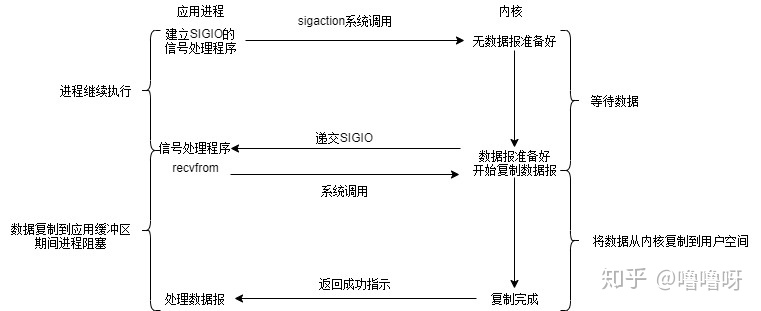 应用进程
内核
sigaction系统调用
建立SIGIO的
信号处理程序
无数据报准备好
进程继续执行
等待数据
递交SIGIO
信号处理程序
数据报准备好
开始复制数据报
recvfrom
系统调用
数据复制到应用缓冲区
期间进程阻塞
将数据从内核复制到用户空间
返回成功指示
处理数据报
复制完成
知乎 @噜噜呀